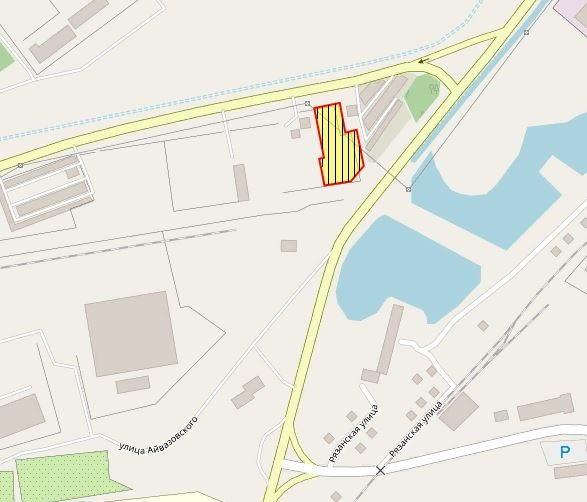 улица Айвазовского
рязанская улица
Рязанская улица
P